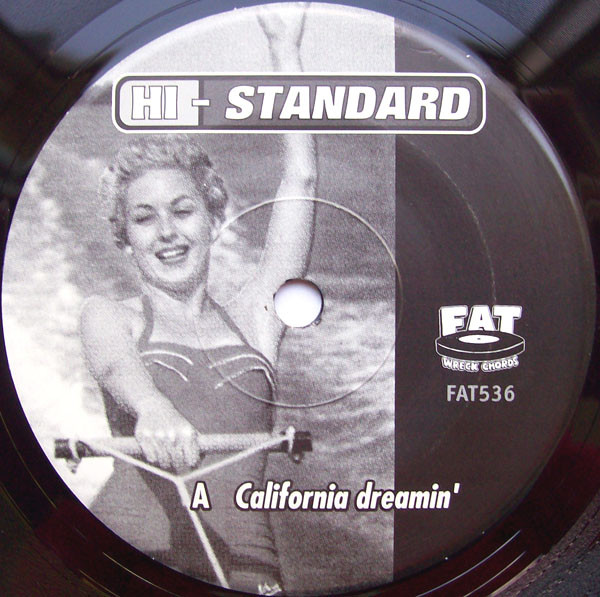 HI - STANDARD
FAT
WRECK CHORDS
FAT536
A California dreamin'